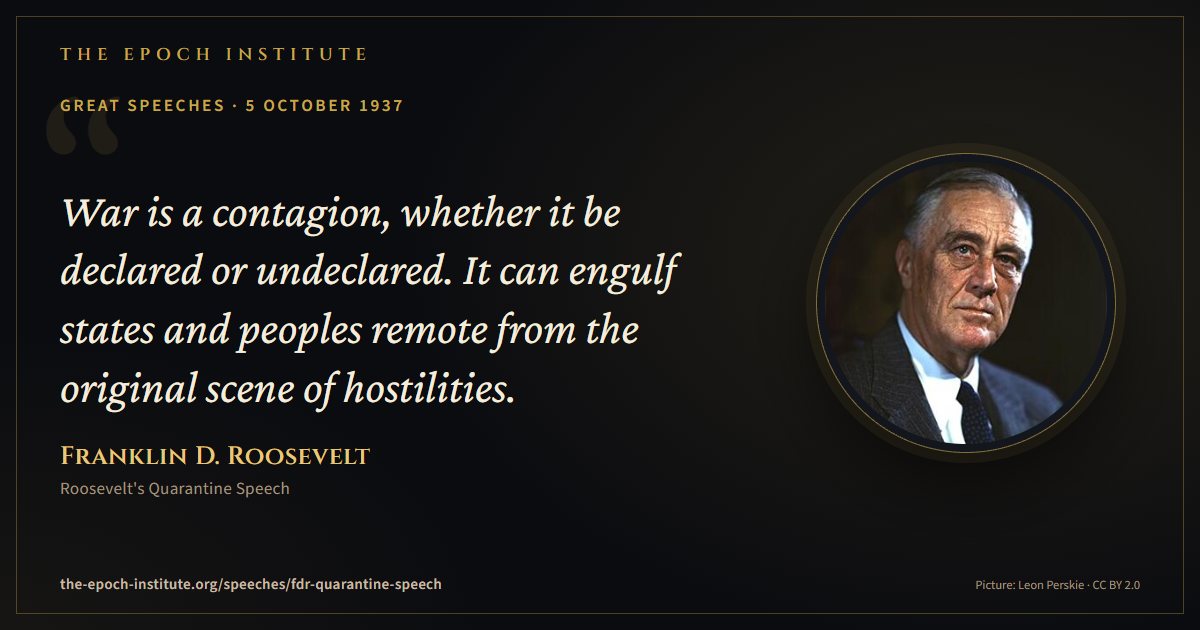 THE EPOCH INSTITUTE
GREAT SPEECHES · 5 OCTOBER 1937
“
War is a contagion, whether it be
declared or undeclared. It can engulf
states and peoples remote from the
original scene of hostilities.
FRANKLIN D. ROOSEVELT
Roosevelt's Quarantine Speech
the-epoch-institute.org/speeches/fdr-quarantine-speech
Picture: Leon Perskie · CC BY 2.0